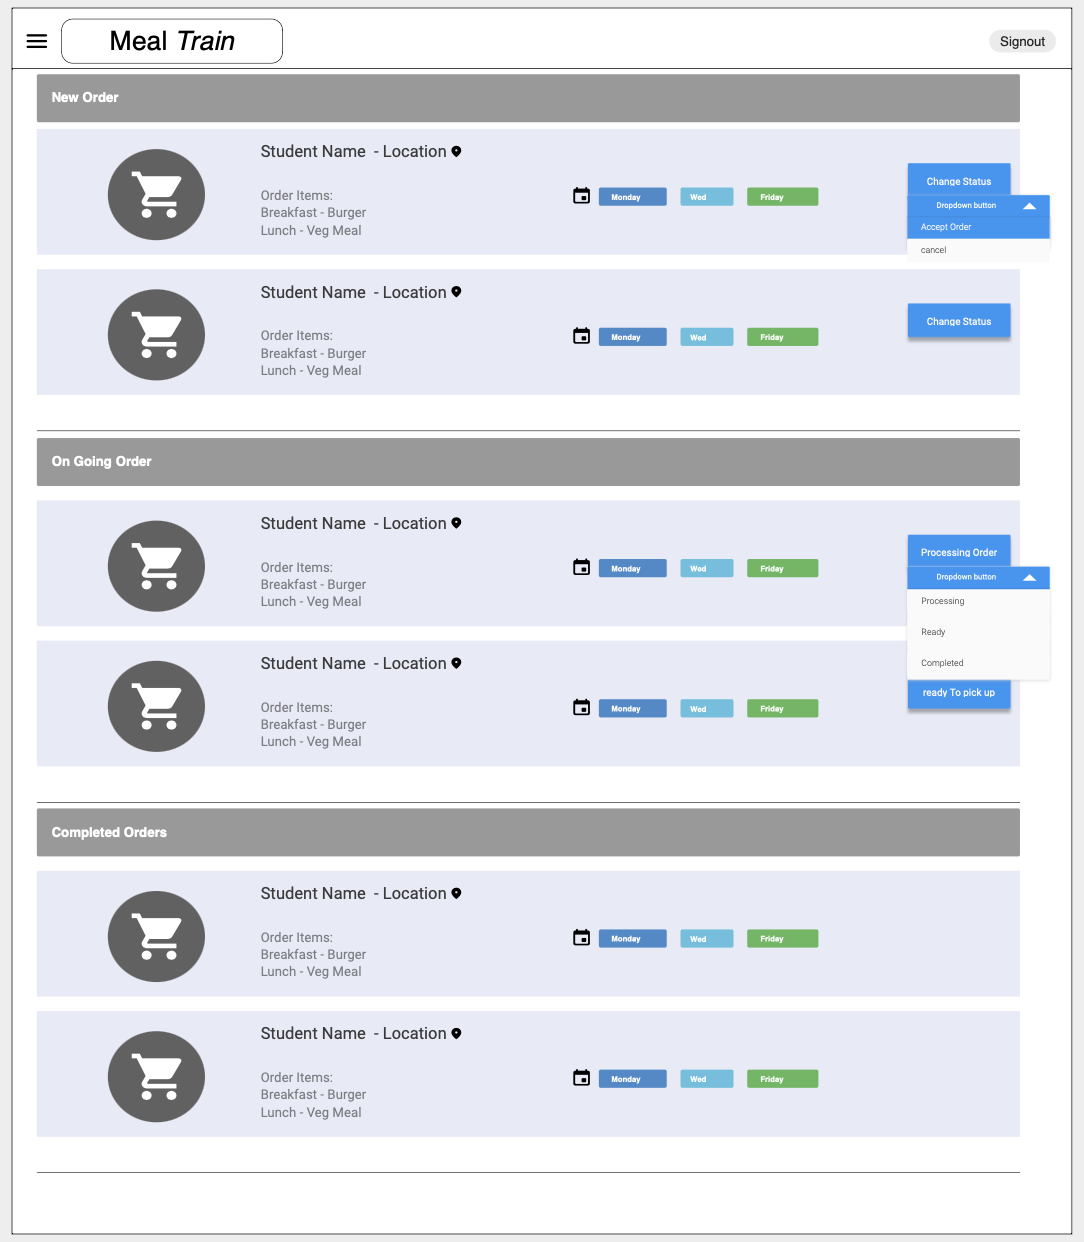 Meal Train
Signout
New Order
Student Name - Location
Order Items:
Breakfast - Burger
Lunch - Veg Meal
Monday
Wed
Friday
Change Status
Dropdown button
Accept Order
cancel
Student Name - Location
Order Items:
Breakfast - Burger
Lunch - Veg Meal
Monday
Wed
Friday
Change Status
On Going Order
Student Name - Location
Order Items:
Breakfast - Burger
Lunch - Veg Meal
Monday
Wed
Friday
Processing Order
Dropdown button
Processing
Ready
Completed
Student Name - Location
Order Items:
Breakfast - Burger
Lunch - Veg Meal
Monday
Wed
Friday
ready To pick up
Completed Orders
Student Name - Location
Order Items:
Breakfast - Burger
Lunch - Veg Meal
Monday
Wed
Friday
Student Name - Location
Order Items:
Breakfast - Burger
Lunch - Veg Meal
Monday
Wed
Friday